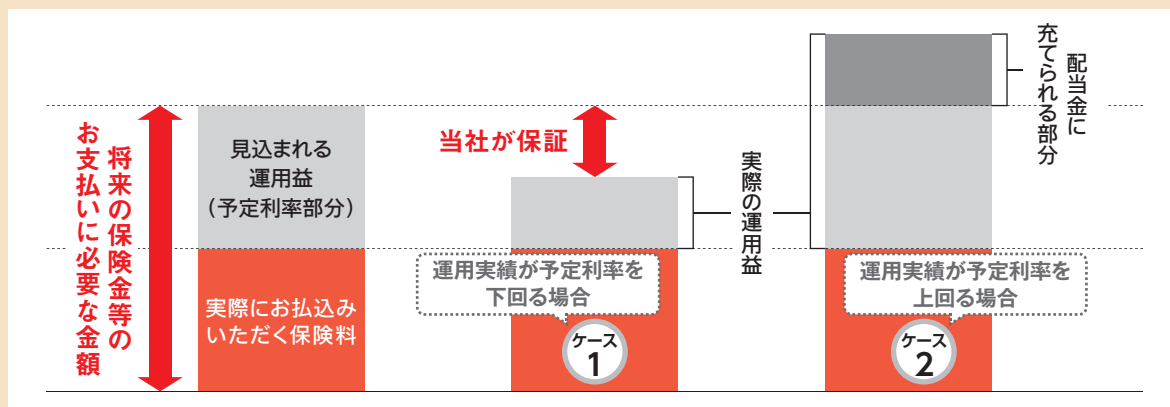 将来の保険金等の
お支払いに必要な金額
見込まれる
運用益
（予定利率部分）
実際にお払込み
いただく保険料
当社が保証
運用実績が予定利率を
下回る場合
ケース
1
実際の運用益
運用実績が予定利率を
上回る場合
ケース
2
配当金に
充てられる部分